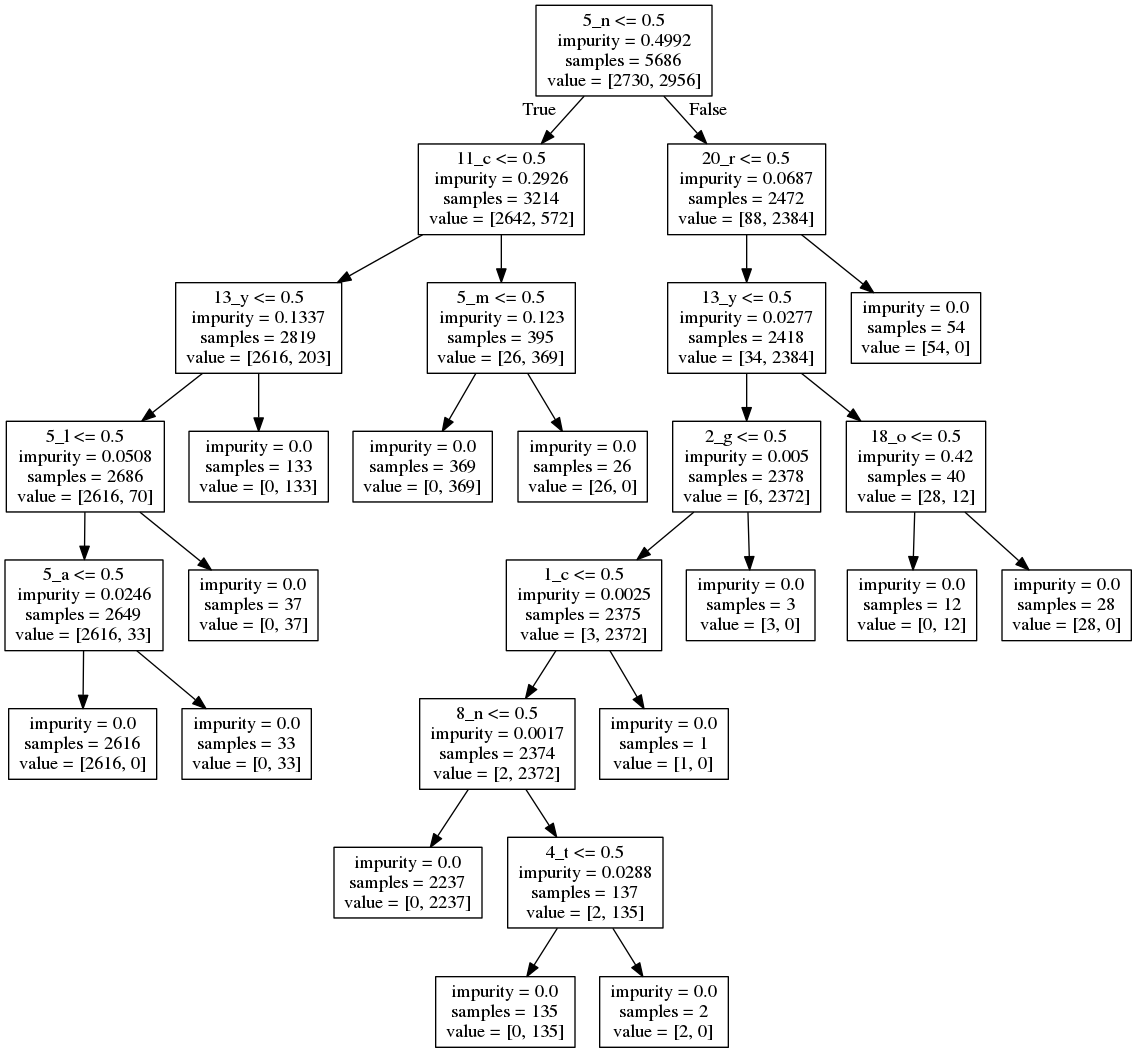 5_n <= 0.5
impurity = 0.4992
samples = 5686
value = [2730, 2956]
True
False
11_c <= 0.5
impurity = 0.2926
samples = 3214
value = [2642, 572]
20_r <= 0.5
impurity = 0.0687
samples = 2472
value = [88, 2384]
13_y <= 0.5
impurity = 0.1337
samples = 2819
value = [2616, 203]
5_m <= 0.5
impurity = 0.123
samples = 395
value = [26, 369]
13_y <= 0.5
impurity = 0.0277
samples = 2418
value = [34, 2384]
impurity = 0.0
samples = 54
value = [54, 0]
5_l <= 0.5
impurity = 0.0508
samples = 2686
value = [2616, 70]
impurity = 0.0
samples = 133
value = [0, 133]
impurity = 0.0
samples = 369
value = [0, 369]
impurity = 0.0
samples = 26
value = [26, 0]
2_g <= 0.5
impurity = 0.005
samples = 2378
value = [6, 2372]
18_o <= 0.5
impurity = 0.42
samples = 40
value = [28, 12]
5_a <= 0.5
impurity = 0.0246
samples = 2649
value = [2616, 33]
impurity = 0.0
samples = 37
value = [0, 37]
1_c <= 0.5
impurity = 0.0025
samples = 2375
value = [3, 2372]
impurity = 0.0
samples = 3
value = [3, 0]
impurity = 0.0
samples = 12
value = [0, 12]
impurity = 0.0
samples = 28
value = [28, 0]
impurity = 0.0
samples = 2616
value = [2616, 0]
impurity = 0.0
samples = 33
value = [0, 33]
8_n <= 0.5
impurity = 0.0017
samples = 2374
value = [2, 2372]
impurity = 0.0
samples = 1
value = [1, 0]
impurity = 0.0
samples = 2237
value = [0, 2237]
4_t <= 0.5
impurity = 0.0288
samples = 137
value = [2, 135]
impurity = 0.0
samples = 135
value = [0, 135]
impurity = 0.0
samples = 2
value = [2, 0]